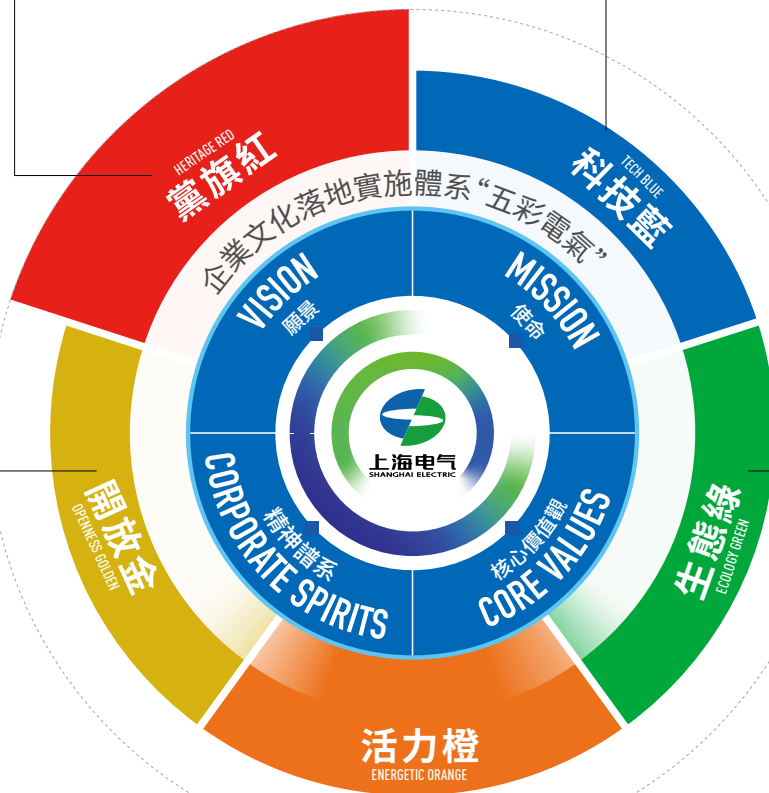 HERITAGE RED
黨旗紅
TECH BLUE
科技藍
企業文化落地實施體系“五彩電氣”
VISION
願景
MISSION
使命
上海电气
SHANGHAI ELECTRIC
CORPORATE SPIRITS
精神譜系
CORE VALUES
核心價值觀
開放金
OPENNESS GOLDEN
生態綠
ECOLOGY GREEN
活力橙
ENERGETIC ORANGE